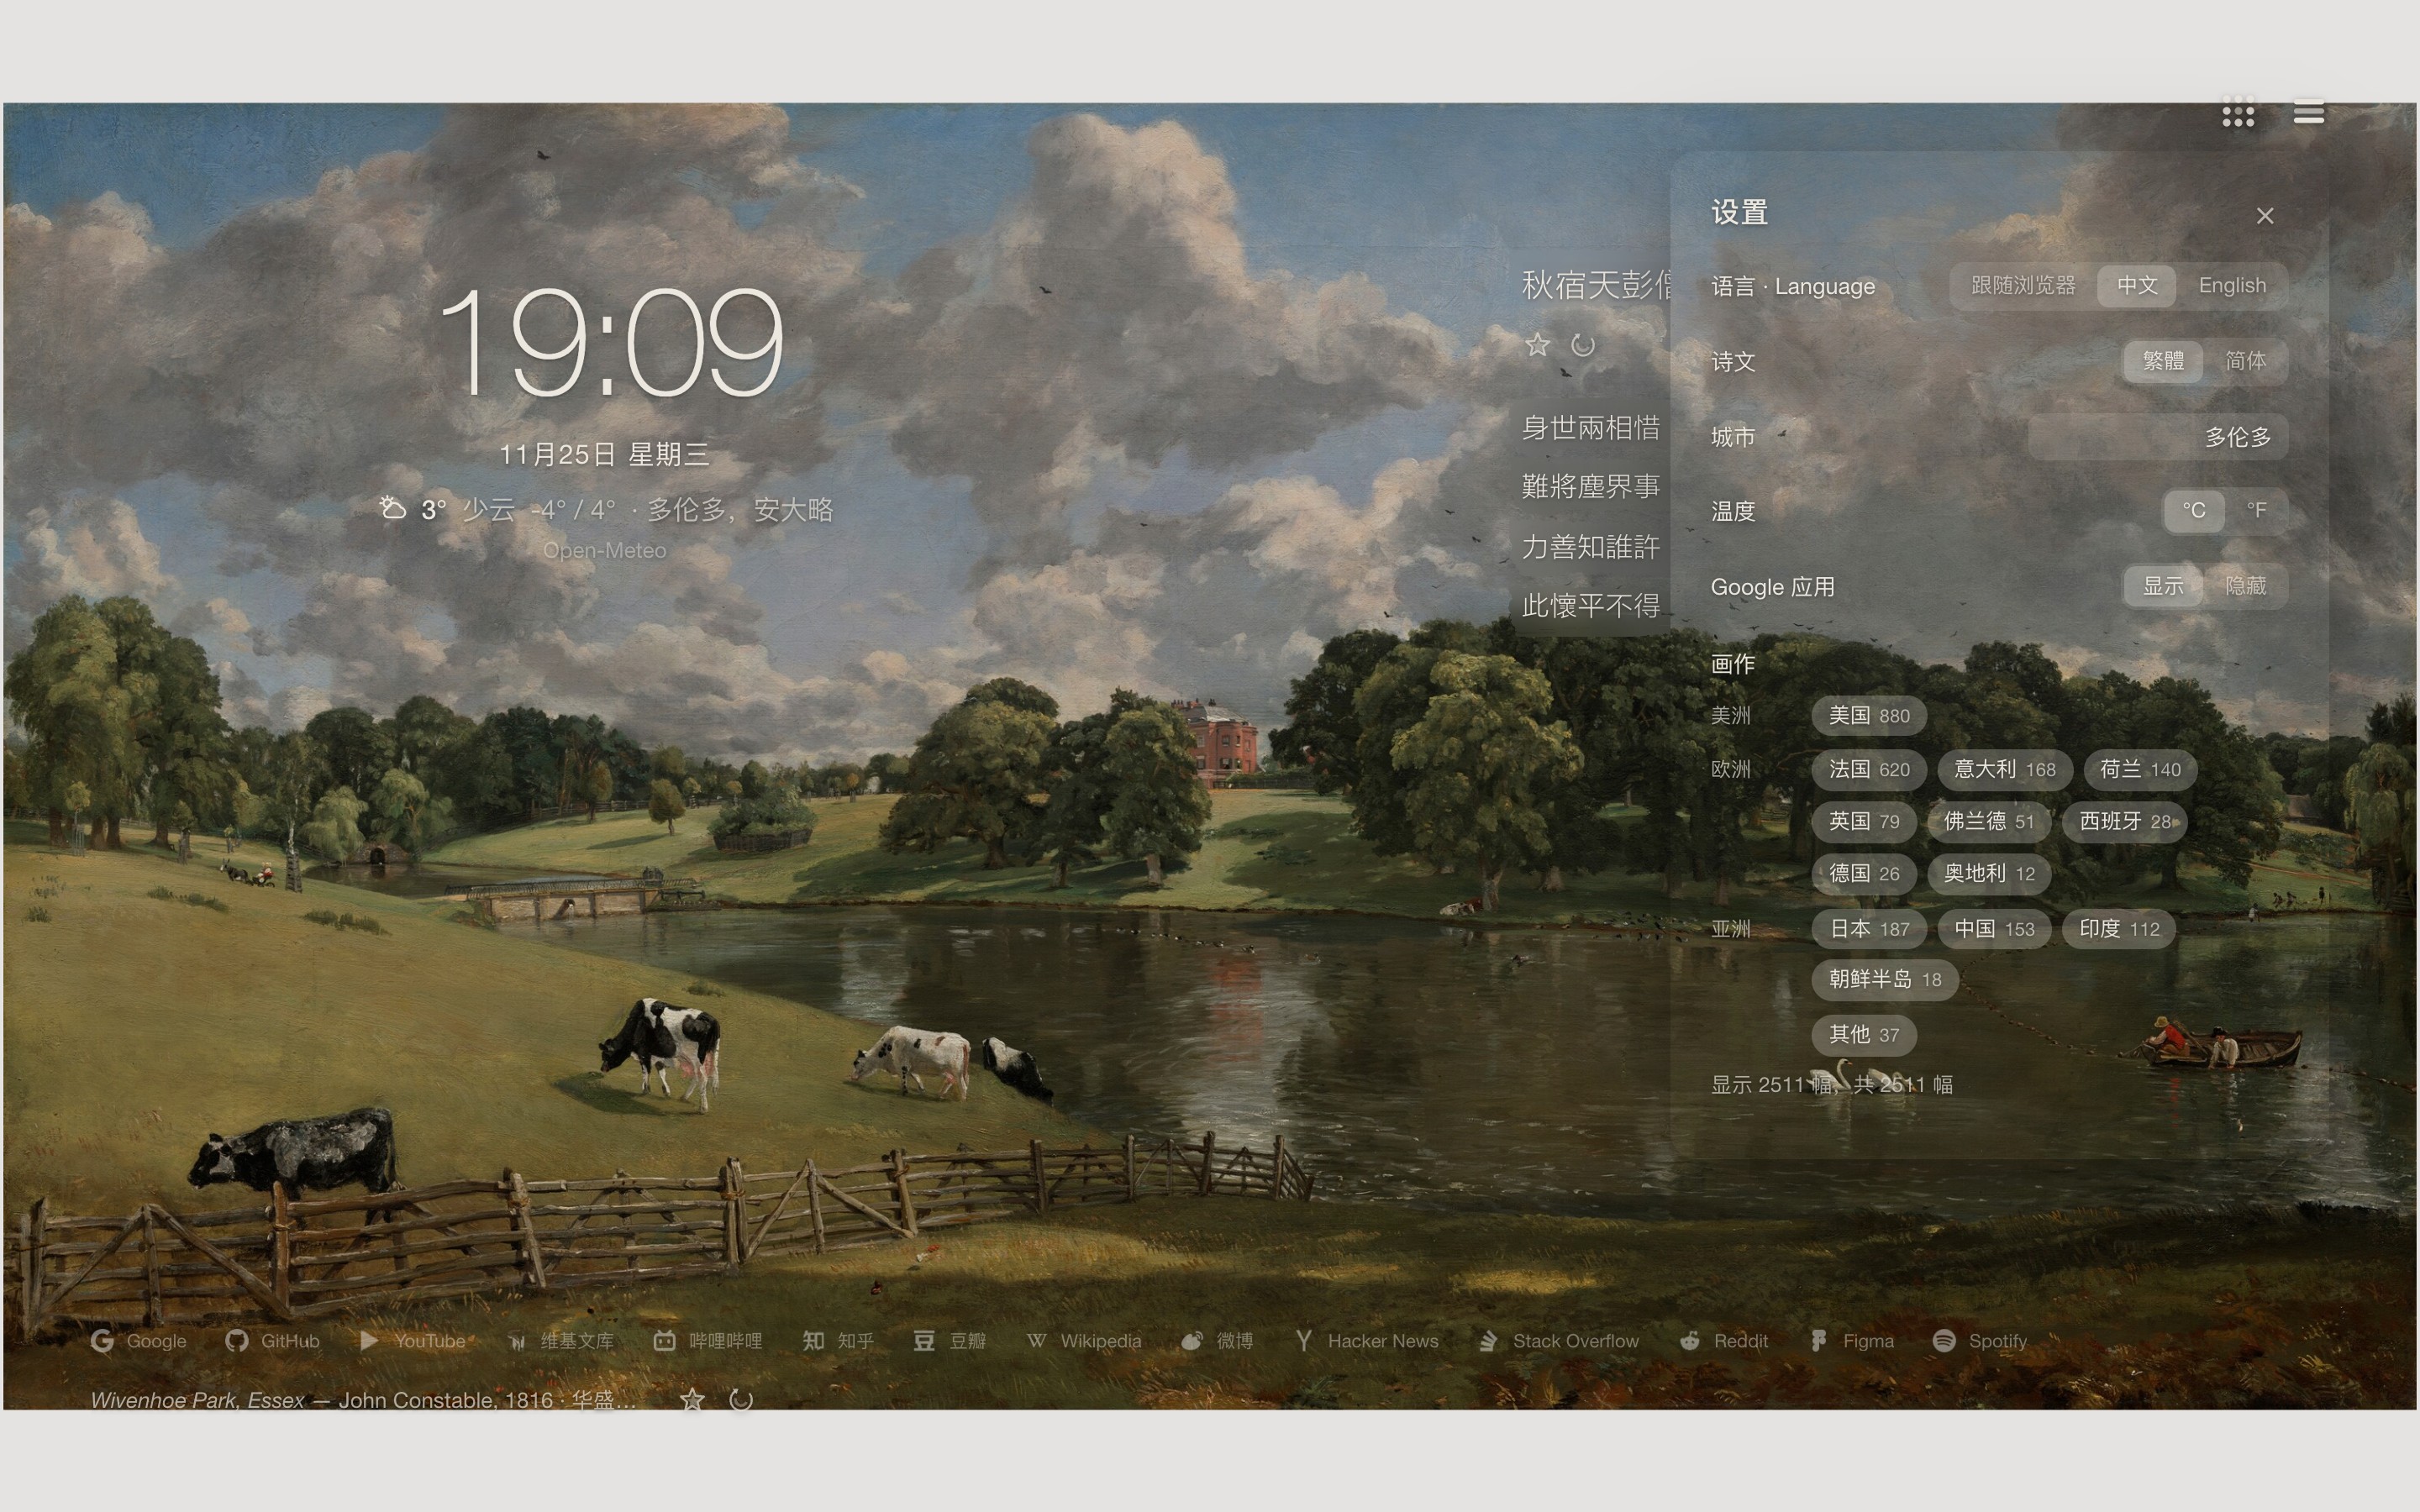 19:09
11月25日 星期三
3° 少云 -4° / 4° · 多伦多，安大略
Open-Meteo
秋宿天彭僧
身世兩相惜
難將塵界事
力善知誰許
此懷平不得
设置
语言 · Language 跟随浏览器 中文 English
诗文 繁體 简体
城市 多伦多
温度 °C °F
Google 应用 显示 隐藏
画作
美洲 美国 880
欧洲 法国 620 意大利 168 荷兰 140
英国 79 佛兰德 51 西班牙 28
德国 26 奥地利 12
亚洲 日本 187 中国 153 印度 112
朝鲜半岛 18
其他 37
显示 2511 幅，共 2511 幅
Google GitHub YouTube 维基文库 哔哩哔哩 知 知乎 豆 豆瓣 W Wikipedia 微博 Y Hacker News Stack Overflow Reddit Figma Spotify
Wivenhoe Park, Essex — John Constable, 1816 · 华盛…